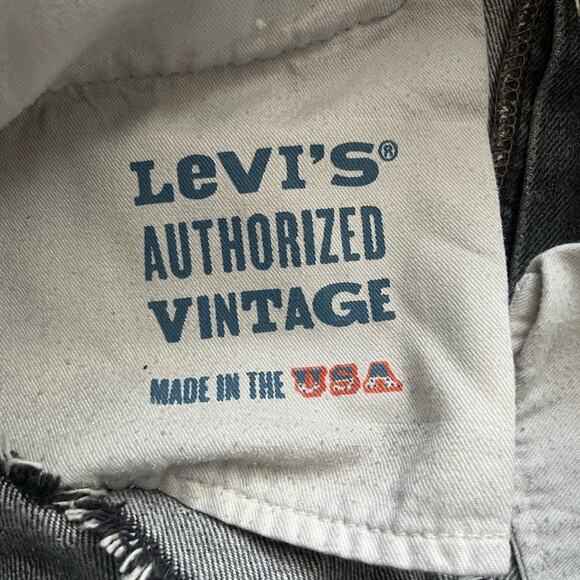 LeVI'S®
AUTHORIZED
VINTAGE
MADE IN THE USA